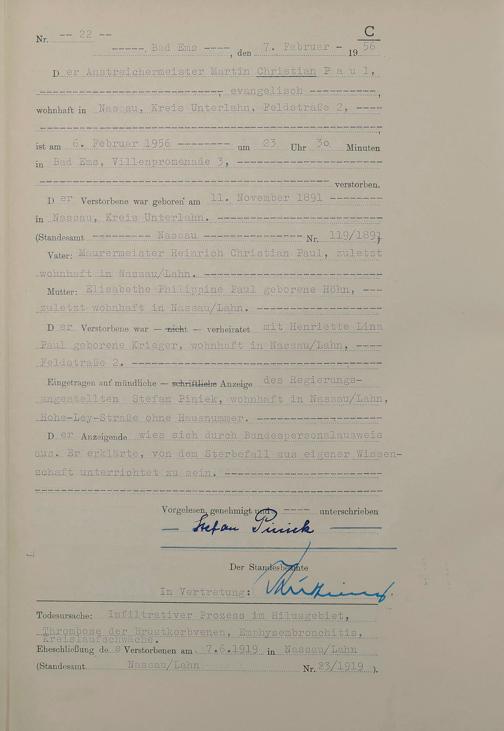 C
Nr. -- 22 --
-----, Bad Ems ----, den 7. Februar - 19 56
D er Anstreichermeister Martin Christian P a u l,
--------------------------, evangelisch ----------,
wohnhaft in Nassau, Kreis Unterlahn, Feldstraße 2, ----
ist am 6. Februar 1956 -------- um 23 Uhr 30 Minuten
in Bad Ems, Villenpromenade 3, ----------------------
verstorben.
D er Verstorbene war geboren am 11. November 1891 --------
in Nassau, Kreis Unterlahn. --------------------------
(Standesamt --------- Nassau --------------- Nr. 119/1891)
Vater: Maurermeister Heinrich Christian Paul, zuletzt
wohnhaft in Nassau/Lahn. --------------------------
Mutter: Elisabethe Philippine Paul geborene Höhn, ---
zuletzt wohnhaft in Nassau/Lahn. --------------------
D er Verstorbene war — nicht — verheiratet mit Henriette Lina
Paul geborene Krieger, wohnhaft in Nassau/Lahn, ----
Feldstraße 2. --------------------------------------
Eingetragen auf mündliche — schriftliche Anzeige des Regierungs-
angestellten Stefan Piniek, wohnhaft in Nassau/Lahn,
Hohe-Ley-Straße ohne Hausnummer. --------------------
D er Anzeigende wies sich durch Bundespersonalausweis
aus. Er erklärte, von dem Sterbefall aus eigener Wissen-
schaft unterrichtet zu sein. ------------------------
Vorgelesen, genehmigt und ---- unterschrieben
Stefan Piniek
Der Standesbeamte
In Vertretung:
Todesursache: Infiltrativer Prozess im Hilusgebiet,
Thrombose der Brustkorbvenen, Emphysembronchitis,
Kreislaufschwäche.
Eheschließung de s Verstorbenen am 7.6.1919 in Nassau/Lahn
(Standesamt Nassau/Lahn Nr. 23/1919 ).